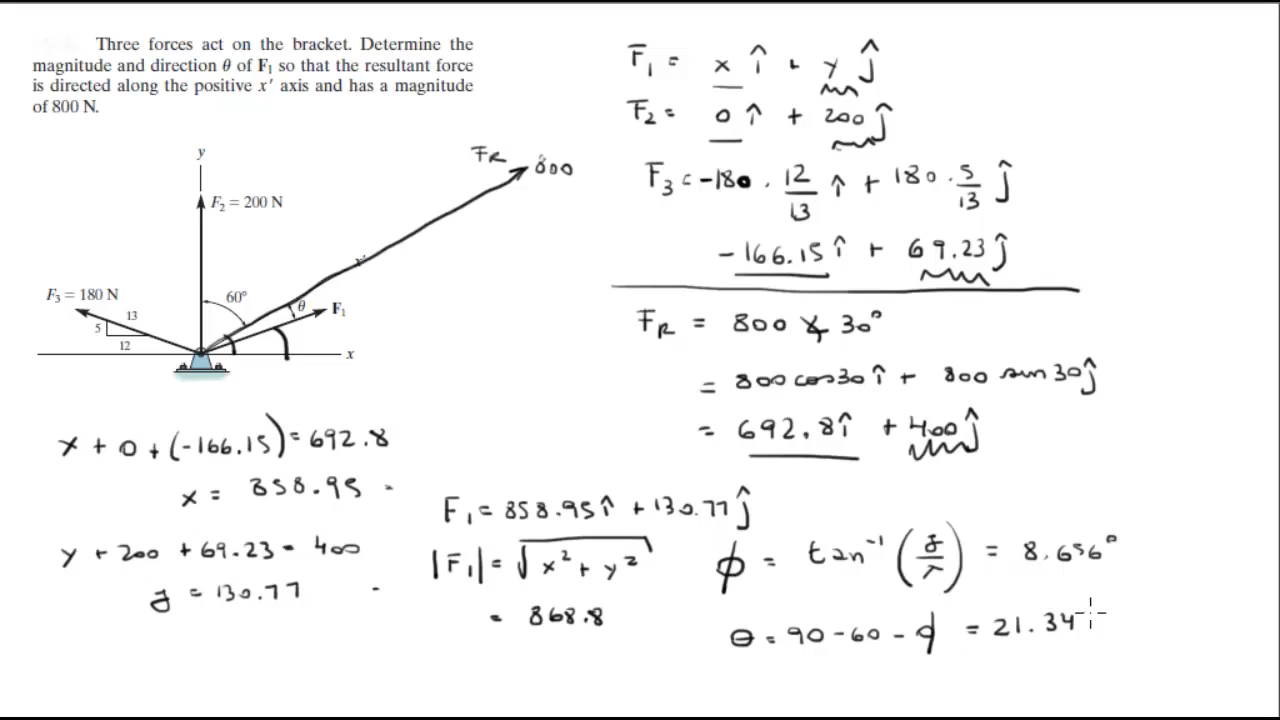 Three forces act on the bracket. Determine the
magnitude and direction θ of F₁ so that the resultant force
is directed along the positive x′ axis and has a magnitude
of 800 N.
y
F₂ = 200 N
FR 800
x′
60°
θ
F₁
F₃ = 180 N
13
5
12
x
F₁ = x î + y ĵ
F₂ = 0 î + 200 ĵ
F₃ = -180 · 12/13 î + 180 · 5/13 ĵ
-166.15 î + 69.23 ĵ
FR = 800 ∡ 30°
= 800 cos30 î + 800 sin 30 ĵ
= 692.8 î + 400 ĵ
x + 0 + (-166.15) = 692.8
x = 858.95
y + 200 + 69.23 = 400
y = 130.77
F₁ = 858.95 î + 130.77 ĵ
|F₁| = √(x² + y²)
= 868.8
ϕ = tan⁻¹ (y/x) = 8.656°
θ = 90 - 60 - ϕ = 21.34